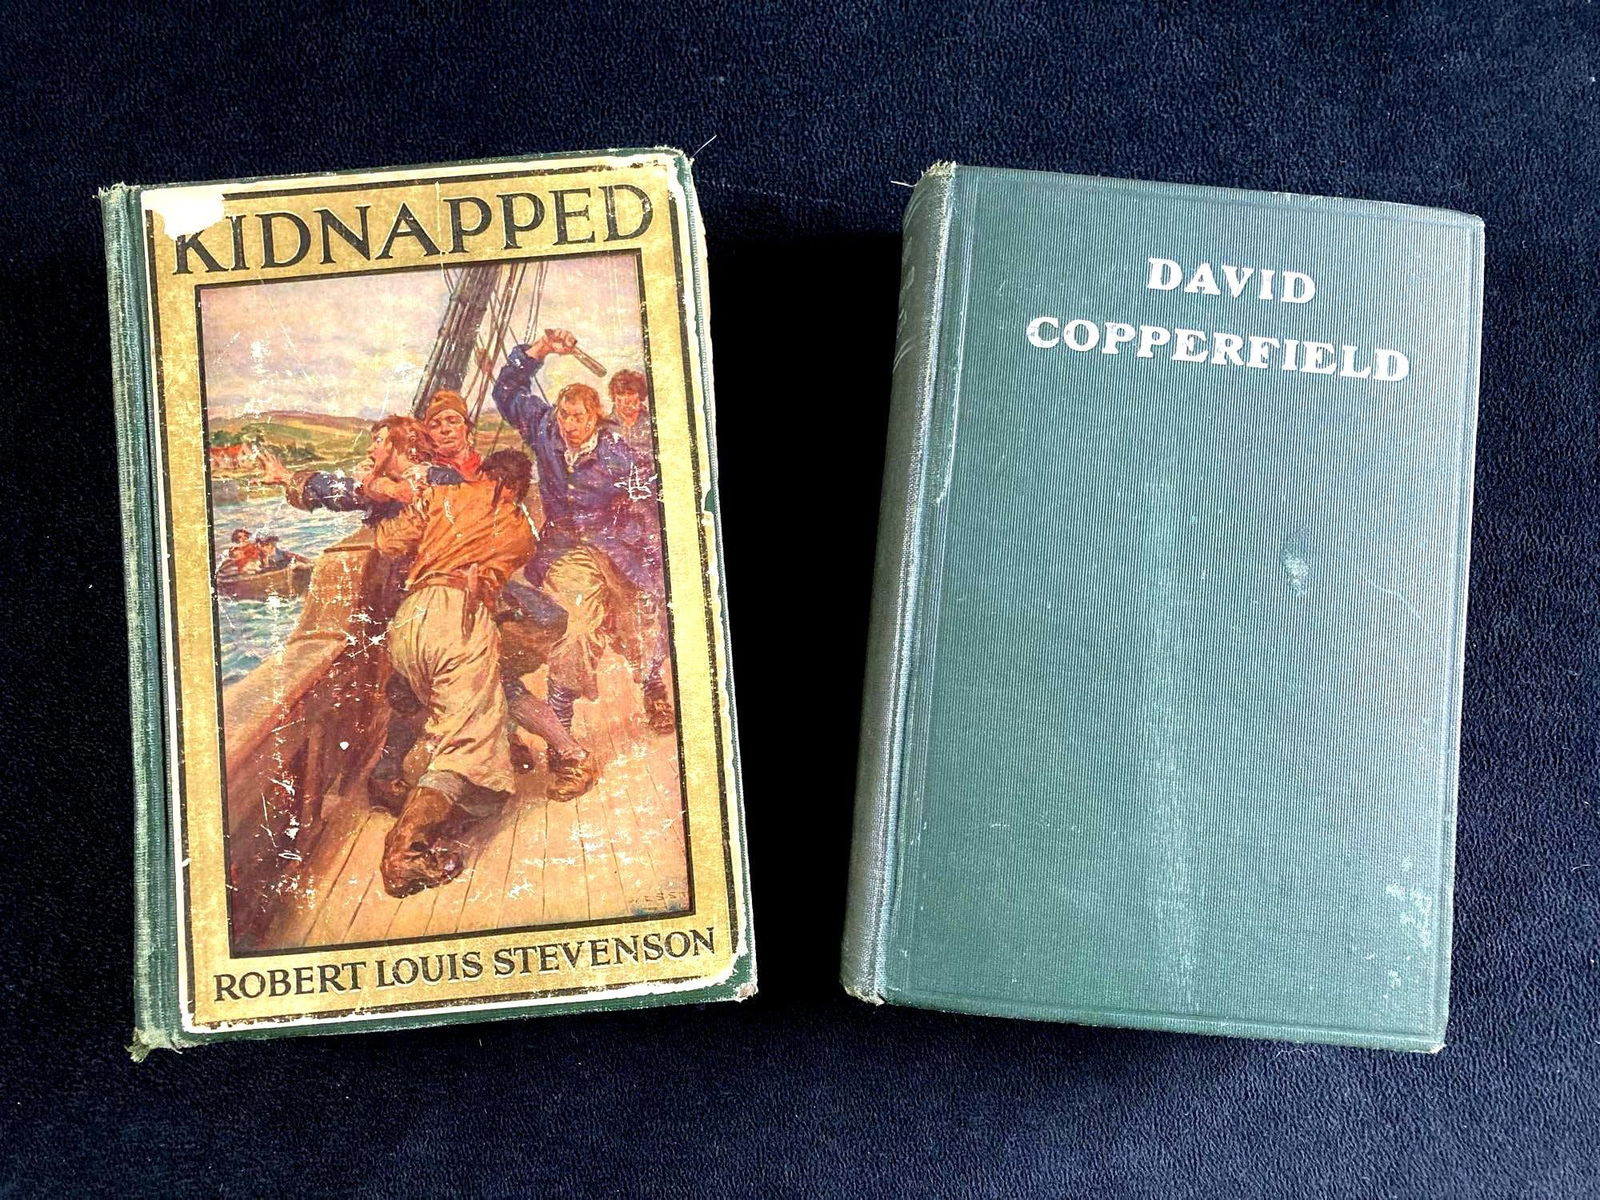 KIDNAPPED
ROBERT LOUIS STEVENSON
DAVID
COPPERFIELD